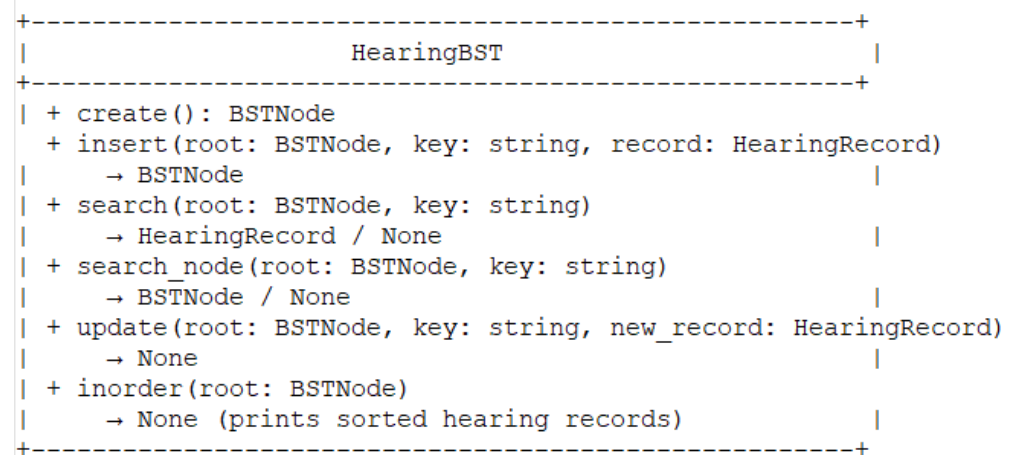 +------------------------------------------------------+
|                      HearingBST                        |
+------------------------------------------------------+
| + create(): BSTNode
  + insert(root: BSTNode, key: string, record: HearingRecord)
|     → BSTNode                                          |
| + search(root: BSTNode, key: string)
|     → HearingRecord / None                             |
| + search_node(root: BSTNode, key: string)
|     → BSTNode / None                                   |
| + update(root: BSTNode, key: string, new_record: HearingRecord)
|     → None                                             |
| + inorder(root: BSTNode)
|     → None (prints sorted hearing records)             |
+------------------------------------------------------+